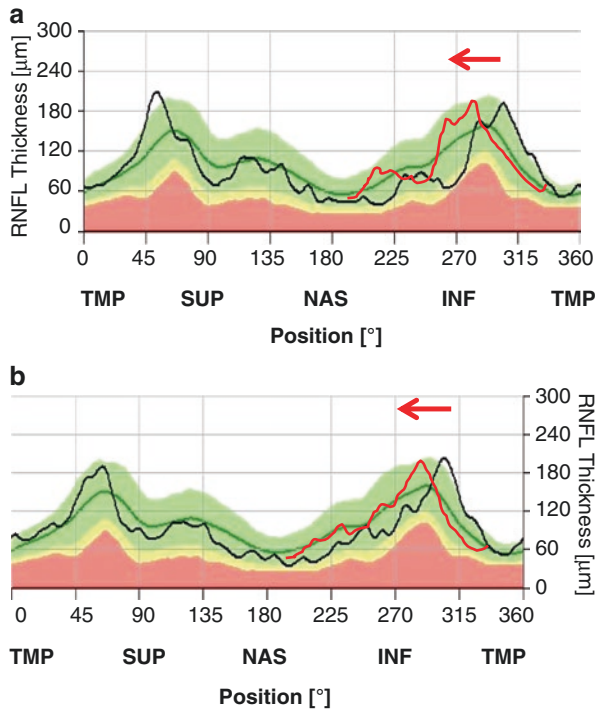 a
RNFL Thickness [µm]
300
240
180
120
60
0
0 45 90 135 180 225 270 315 360
TMP SUP NAS INF TMP
Position [°]
b
300
240
180
120
60
0
RNFL Thickness [µm]
0 45 90 135 180 225 270 315 360
TMP SUP NAS INF TMP
Position [°]